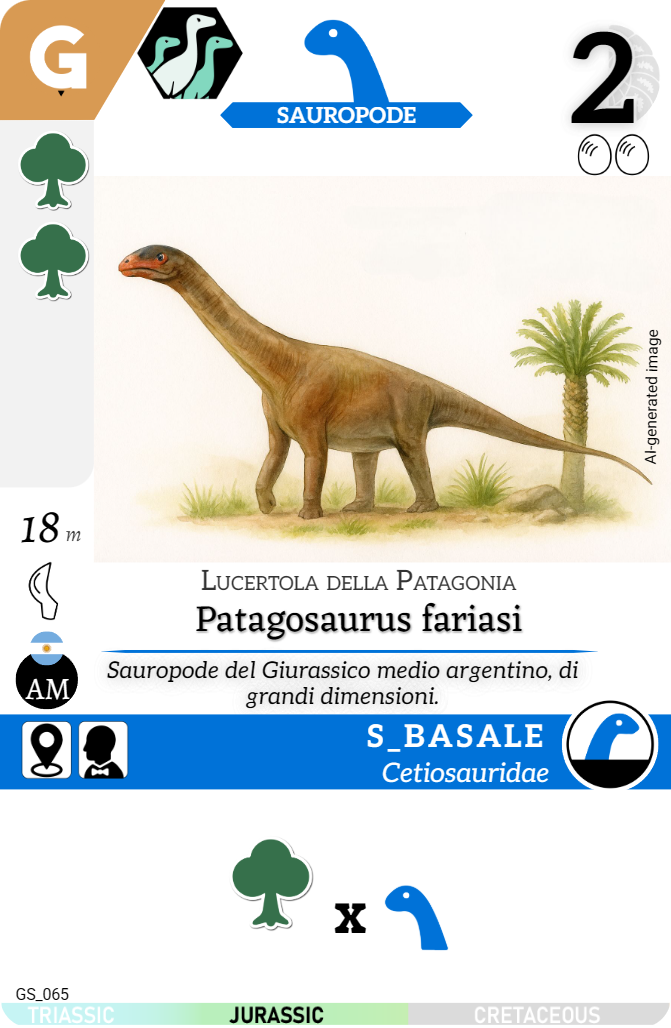 G
SAUROPODE
2
AI-generated image
18 m
Lucertola della Patagonia
Patagosaurus fariasi
AM
Sauropode del Giurassico medio argentino, di
grandi dimensioni.
S_BASALE
Cetiosauridae
x
GS_065
TRIASSIC JURASSIC CRETACEOUS